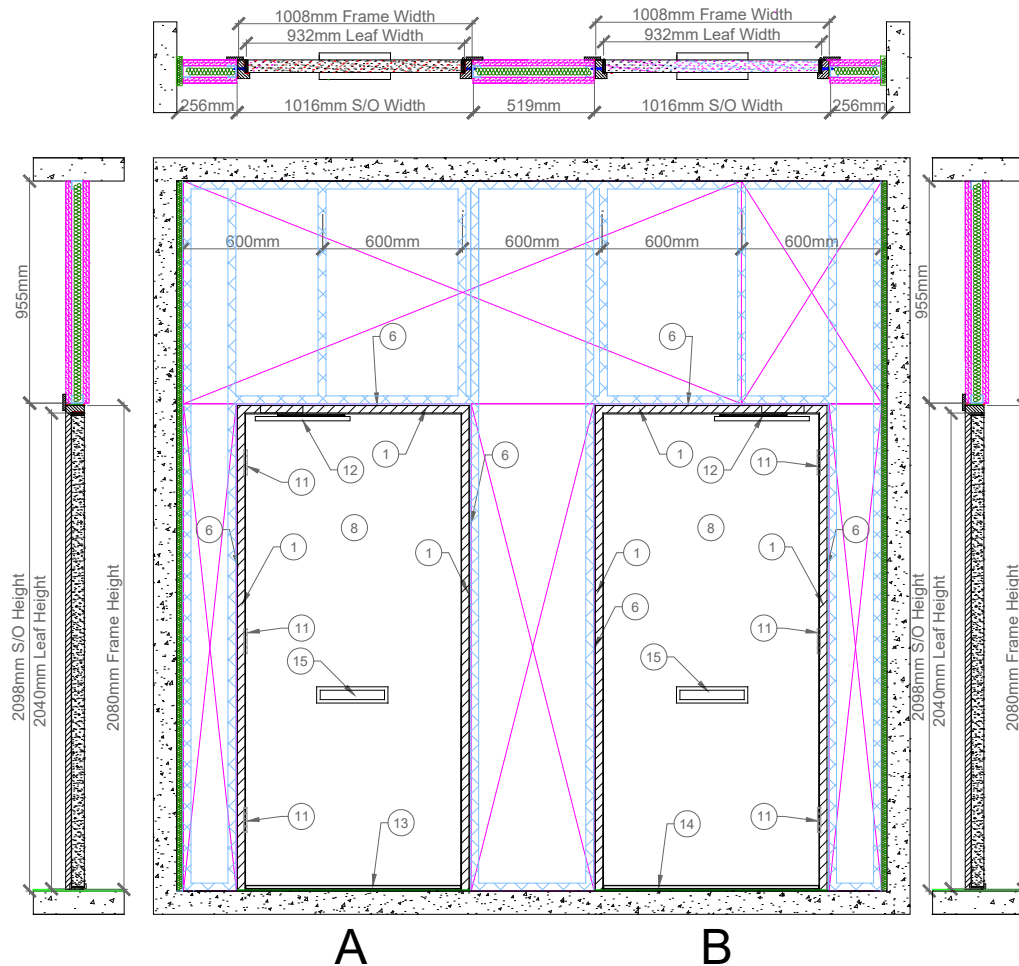 1008mm Frame Width
1008mm Frame Width
932mm Leaf Width
932mm Leaf Width
256mm
1016mm S/O Width
519mm
1016mm S/O Width
256mm
955mm
600mm
600mm
600mm
600mm
600mm
955mm
6
6
12
1
6
1
12
11
11
8
8
6
6
1
1
1
1
6
11
11
15
15
11
11
13
14
2098mm S/O Height
2040mm Leaf Height
2080mm Frame Height
2098mm S/O Height
2040mm Leaf Height
2080mm Frame Height
A
B